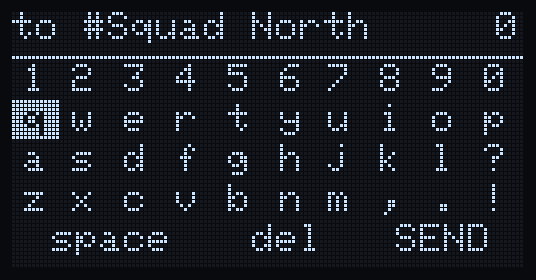 to #Squad North 0
1 2 3 4 5 6 7 8 9 0
q w e r t y u i o p
a s d f g h j k l ?
z x c v b n m , . !
space del SEND